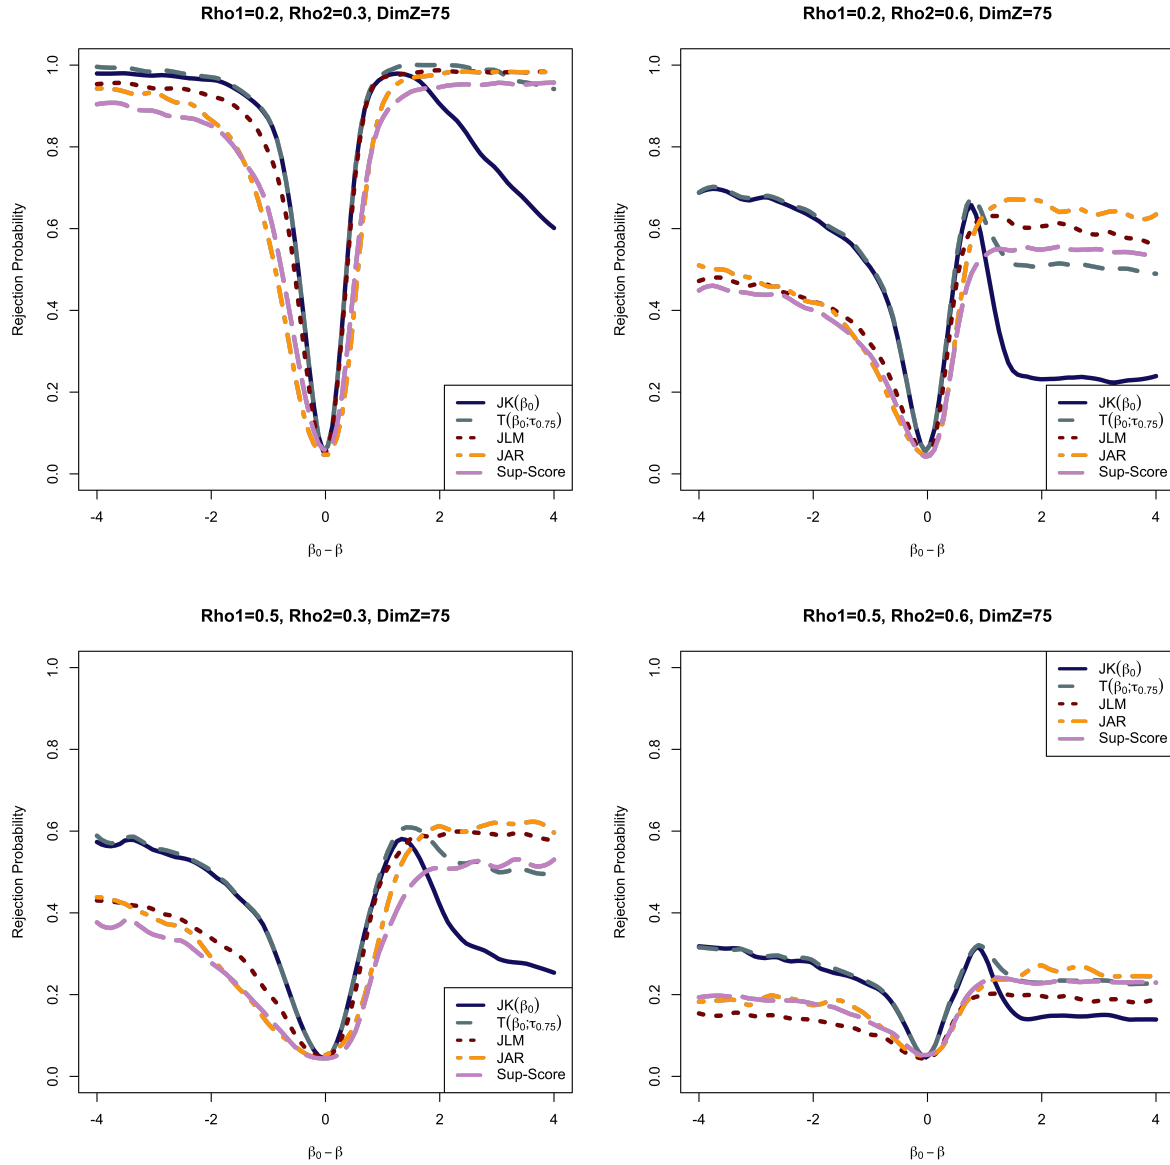 Rho1=0.2, Rho2=0.3, DimZ=75
Rejection Probability
1.0
0.8
0.6
0.4
0.2
0.0
-4
-2
0
2
4
β₀ − β
JK(β₀)
T(β₀;τ₀.₇₅)
JLM
JAR
Sup-Score
Rho1=0.2, Rho2=0.6, DimZ=75
Rejection Probability
1.0
0.8
0.6
0.4
0.2
0.0
-4
-2
0
2
4
β₀ − β
JK(β₀)
T(β₀;τ₀.₇₅)
JLM
JAR
Sup-Score
Rho1=0.5, Rho2=0.3, DimZ=75
Rejection Probability
1.0
0.8
0.6
0.4
0.2
0.0
-4
-2
0
2
4
β₀ − β
JK(β₀)
T(β₀;τ₀.₇₅)
JLM
JAR
Sup-Score
Rho1=0.5, Rho2=0.6, DimZ=75
Rejection Probability
1.0
0.8
0.6
0.4
0.2
0.0
-4
-2
0
2
4
β₀ − β
JK(β₀)
T(β₀;τ₀.₇₅)
JLM
JAR
Sup-Score